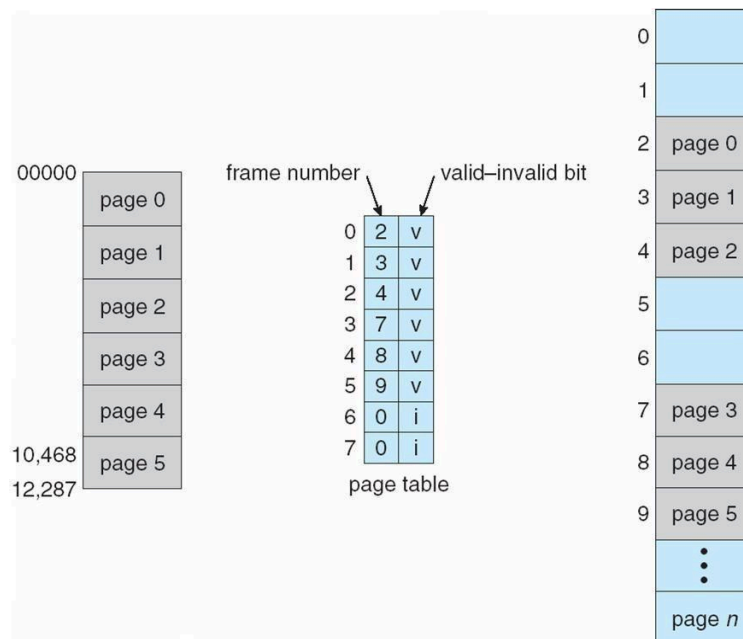 00000
page 0
page 1
page 2
page 3
page 4
10,468
page 5
12,287
frame number
valid–invalid bit
0 2 v
1 3 v
2 4 v
3 7 v
4 8 v
5 9 v
6 0 i
7 0 i
page table
0
1
2 page 0
3 page 1
4 page 2
5
6
7 page 3
8 page 4
9 page 5
page n